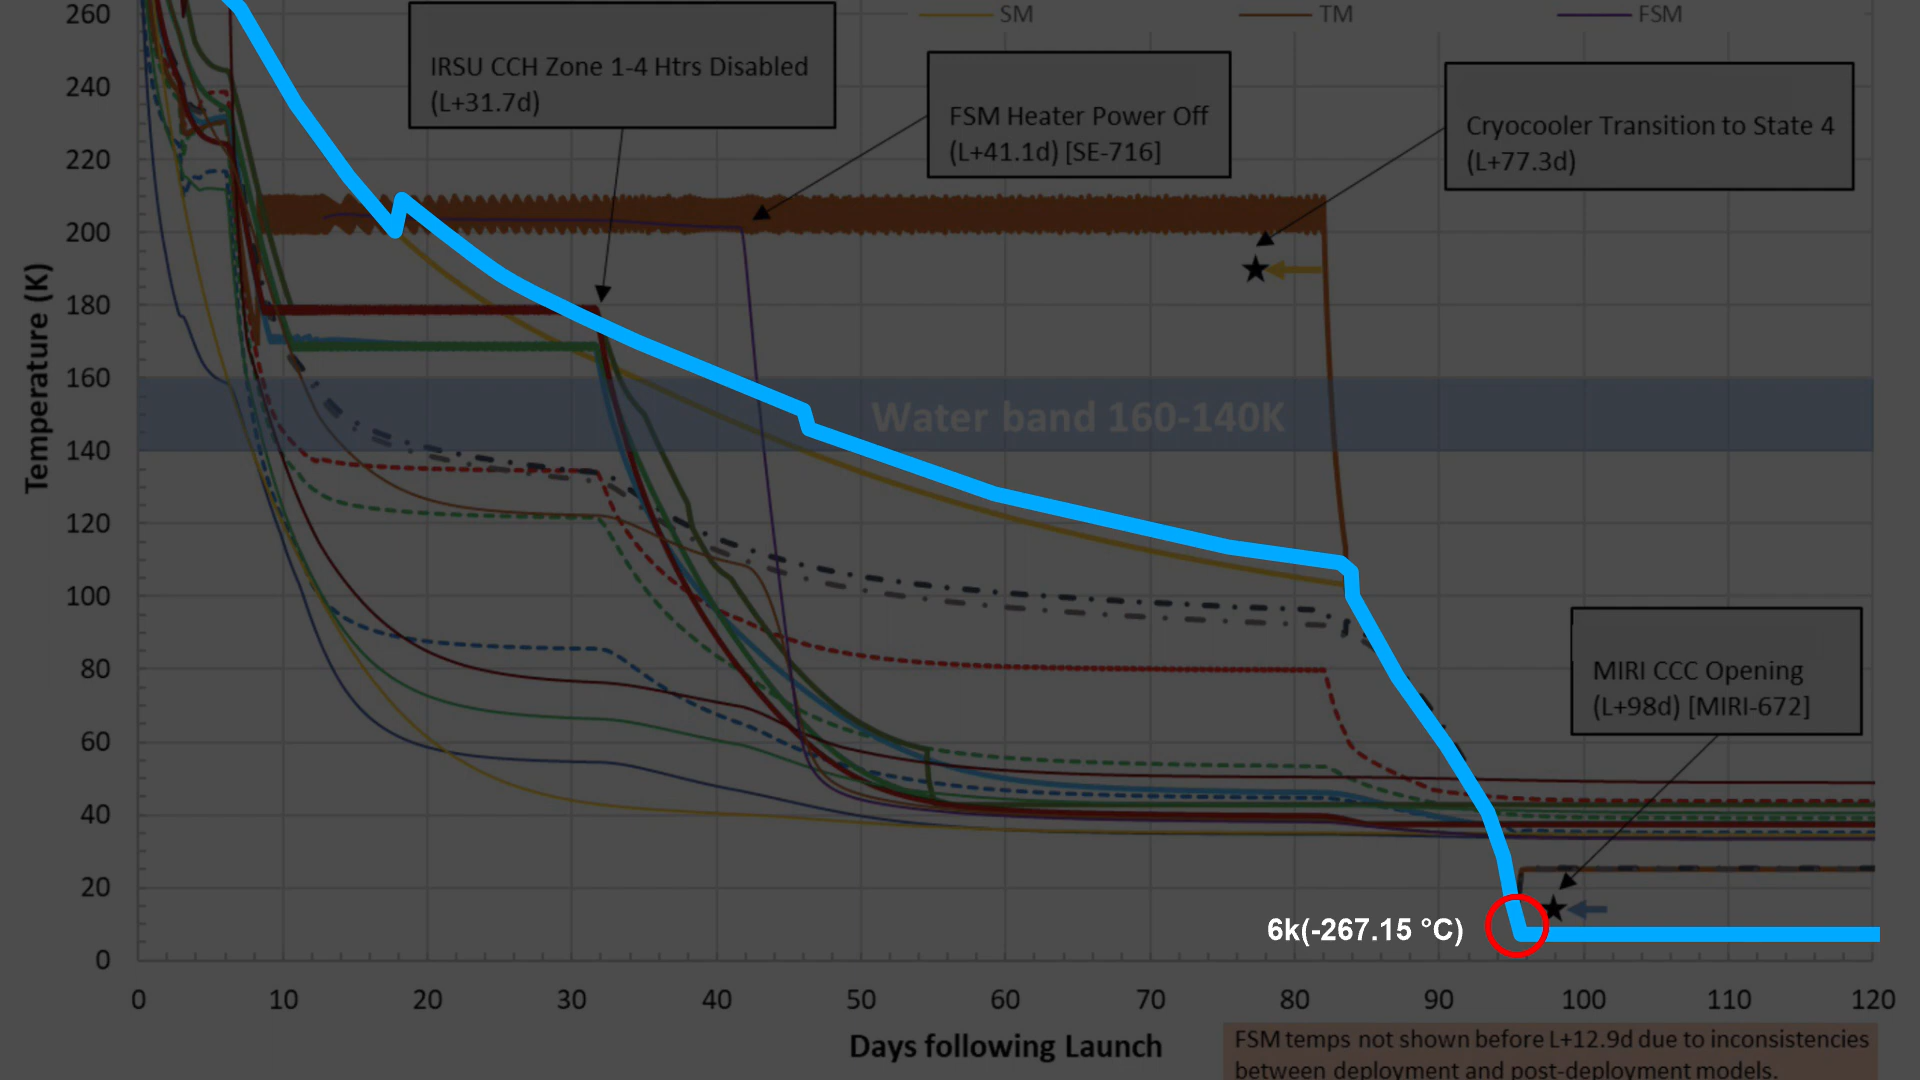 260
240
220
200
180
160
140
120
100
80
60
40
20
0
Temperature (K)
SM
TM
FSM
IRSU CCH Zone 1-4 Htrs Disabled
(L+31.7d)
FSM Heater Power Off
(L+41.1d) [SE-716]
Cryocooler Transition to State 4
(L+77.3d)
Water band 160-140K
MIRI CCC Opening
(L+98d) [MIRI-672]
6k(-267.15 °C)
0 10 20 30 40 50 60 70 80 90 100 110 120
Days following Launch
FSM temps not shown before L+12.9d due to inconsistencies
between deployment and post-deployment models.